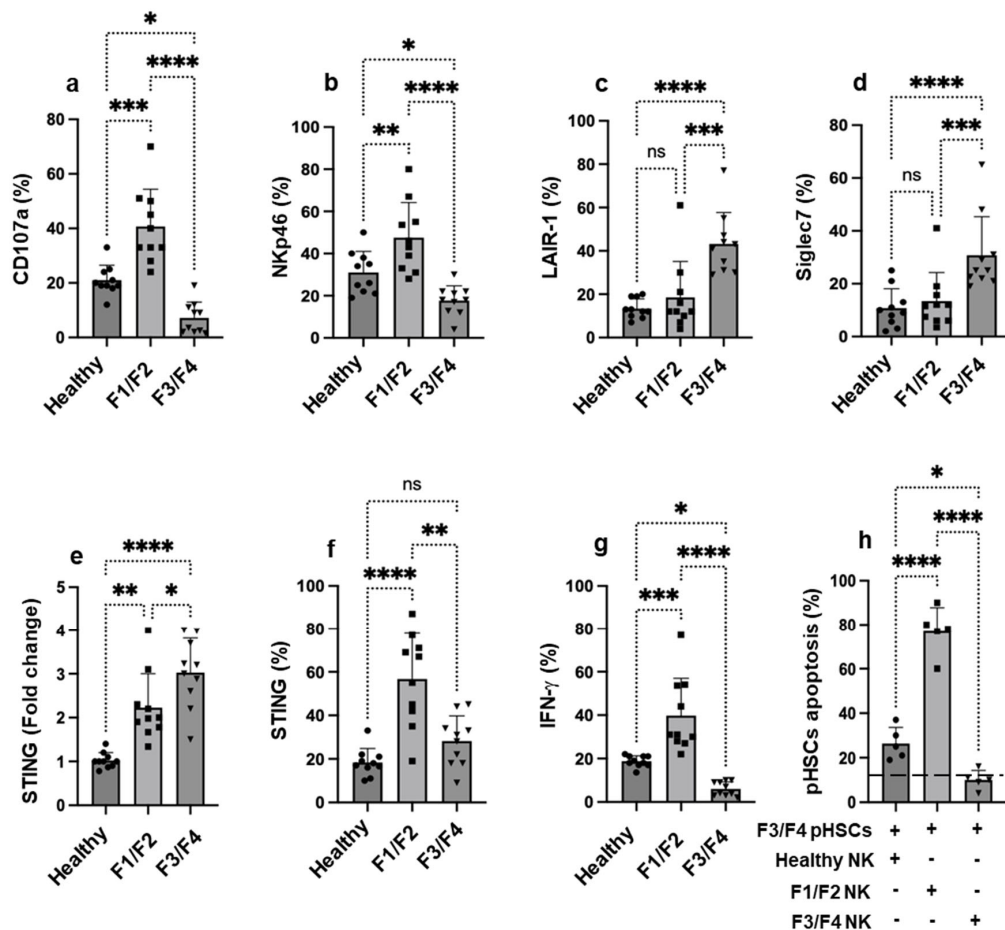 a
*
****
***
CD107a (%)
80
60
40
20
0
Healthy
F1/F2
F3/F4
b
*
****
**
NKp46 (%)
100
80
60
40
20
0
Healthy
F1/F2
F3/F4
c
****
***
ns
LAIR-1 (%)
100
80
60
40
20
0
Healthy
F1/F2
F3/F4
d
****
***
ns
Siglec7 (%)
80
60
40
20
0
Healthy
F1/F2
F3/F4
e
****
**
*
STING (Fold change)
5
4
3
2
1
0
Healthy
F1/F2
F3/F4
f
ns
**
****
STING (%)
100
80
60
40
20
0
Healthy
F1/F2
F3/F4
g
*
****
***
IFN-γ (%)
100
80
60
40
20
0
Healthy
F1/F2
F3/F4
h
*
****
****
pHSCs apoptosis (%)
100
80
60
40
20
0
F3/F4 pHSCs + + +
Healthy NK + - -
F1/F2 NK - + -
F3/F4 NK - - +